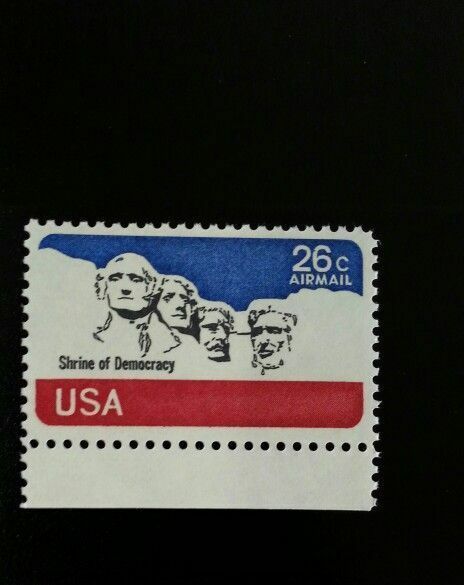 26c
AIRMAIL
Shrine of Democracy
USA